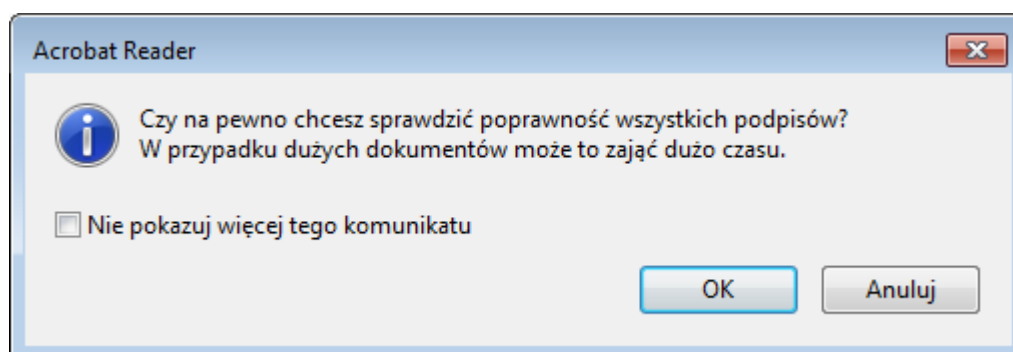 Acrobat Reader
Czy na pewno chcesz sprawdzić poprawność wszystkich podpisów?
W przypadku dużych dokumentów może to zająć dużo czasu.
Nie pokazuj więcej tego komunikatu
OK
Anuluj